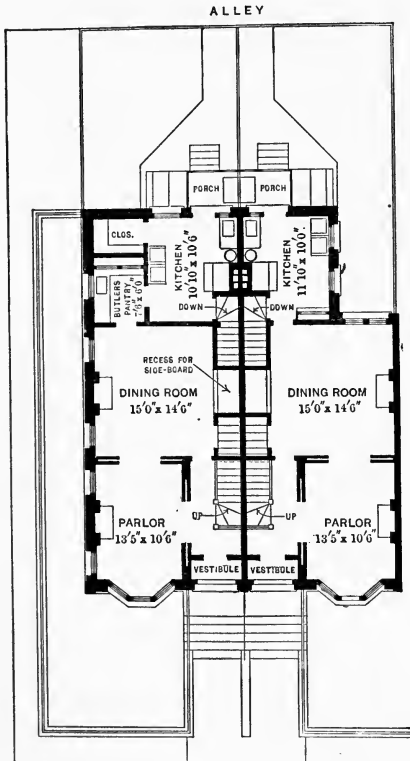 ALLEY
PORCH
PORCH
CLOS.
KITCHEN
10'10" x 10'6"
KITCHEN
11'10" x 10'0"
BUTLERS
PANTRY
DOWN
DOWN
RECESS FOR
SIDE-BOARD
DINING ROOM
15'0" x 14'6"
DINING ROOM
15'0" x 14'6"
UP
UP
PARLOR
13'5" x 10'6"
PARLOR
13'5" x 10'6"
VESTIBULE
VESTIBULE